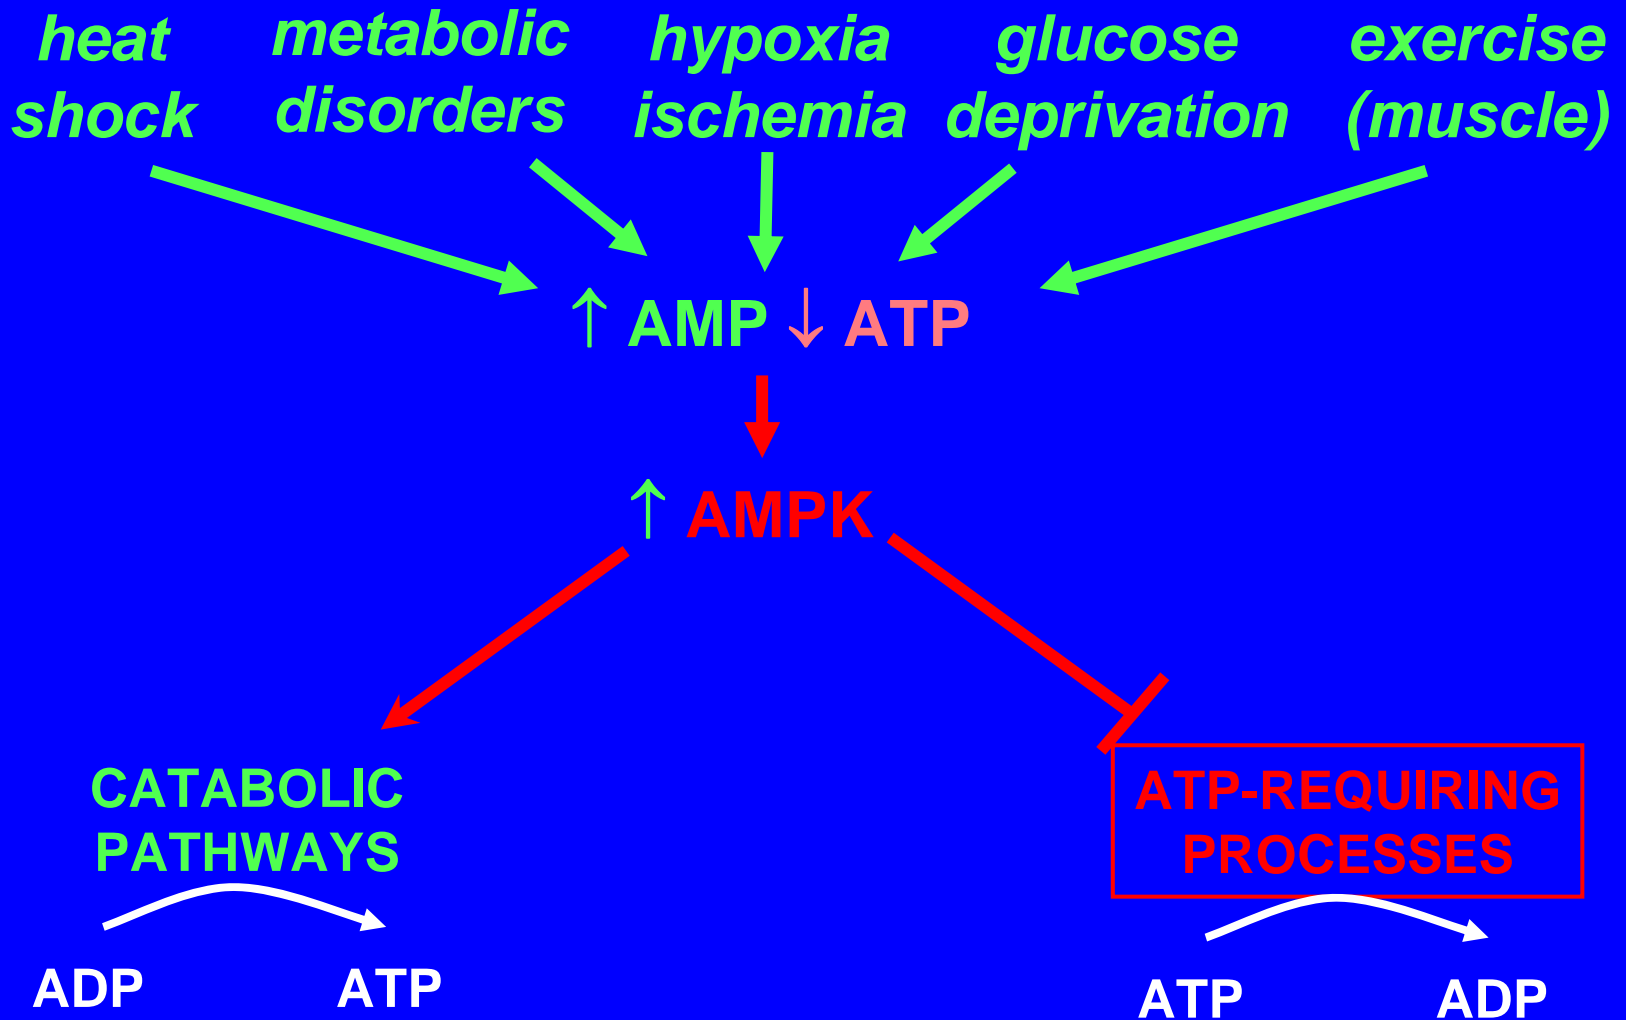 heat
shock
metabolic
disorders
hypoxia
ischemia
glucose
deprivation
exercise
(muscle)
↑ AMP ↓ ATP
↑ AMPK
CATABOLIC
PATHWAYS
ADP ATP
ATP-REQUIRING
PROCESSES
ATP ADP